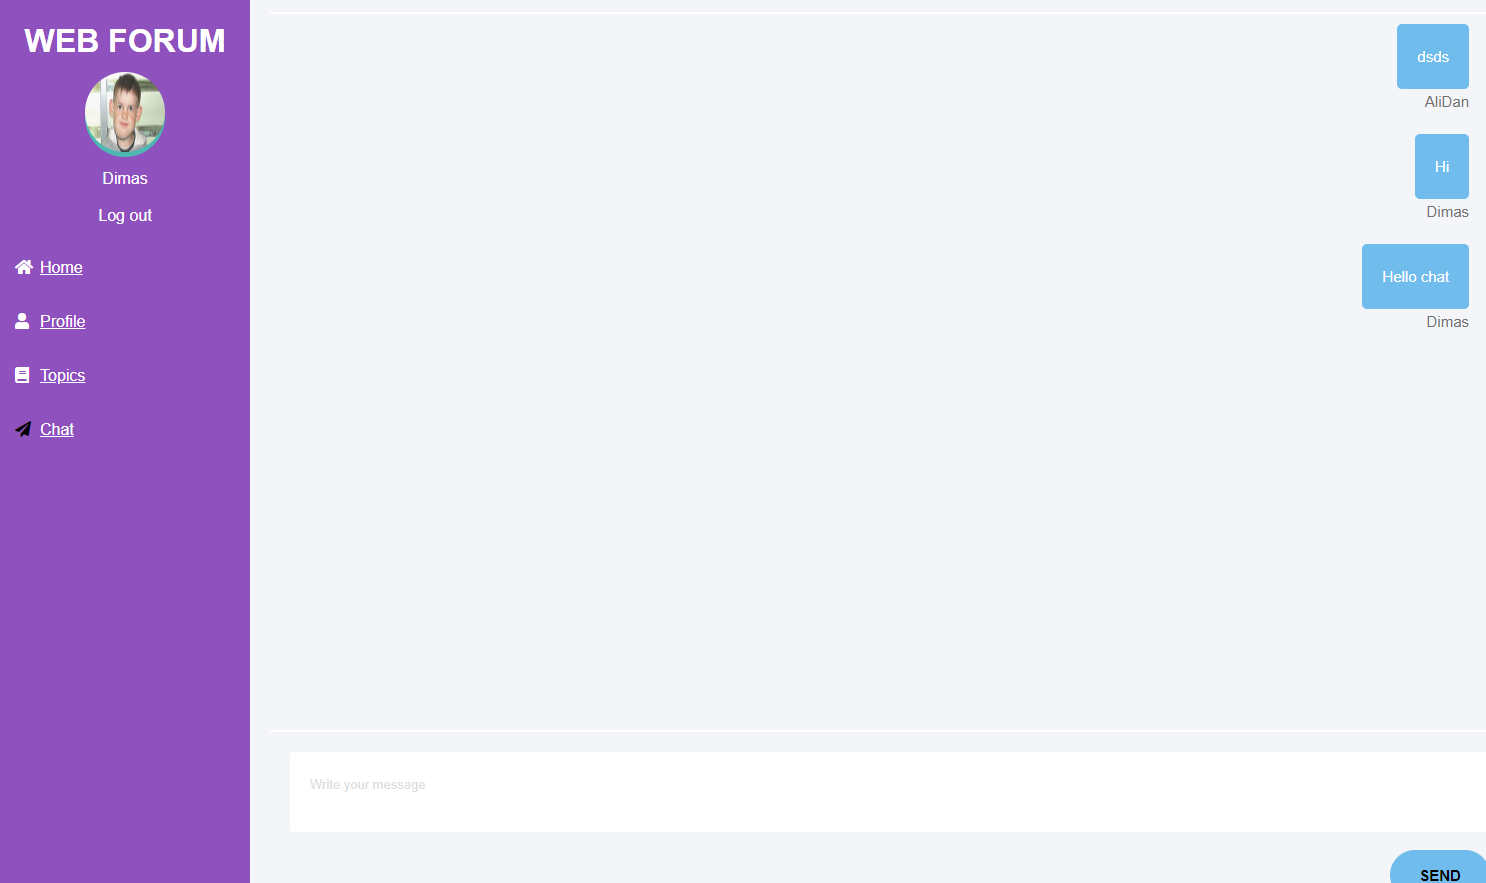 WEB FORUM
Dimas
Log out
Home
Profile
Topics
Chat
dsds
AliDan
Hi
Dimas
Hello chat
Dimas
Write your message
SEND